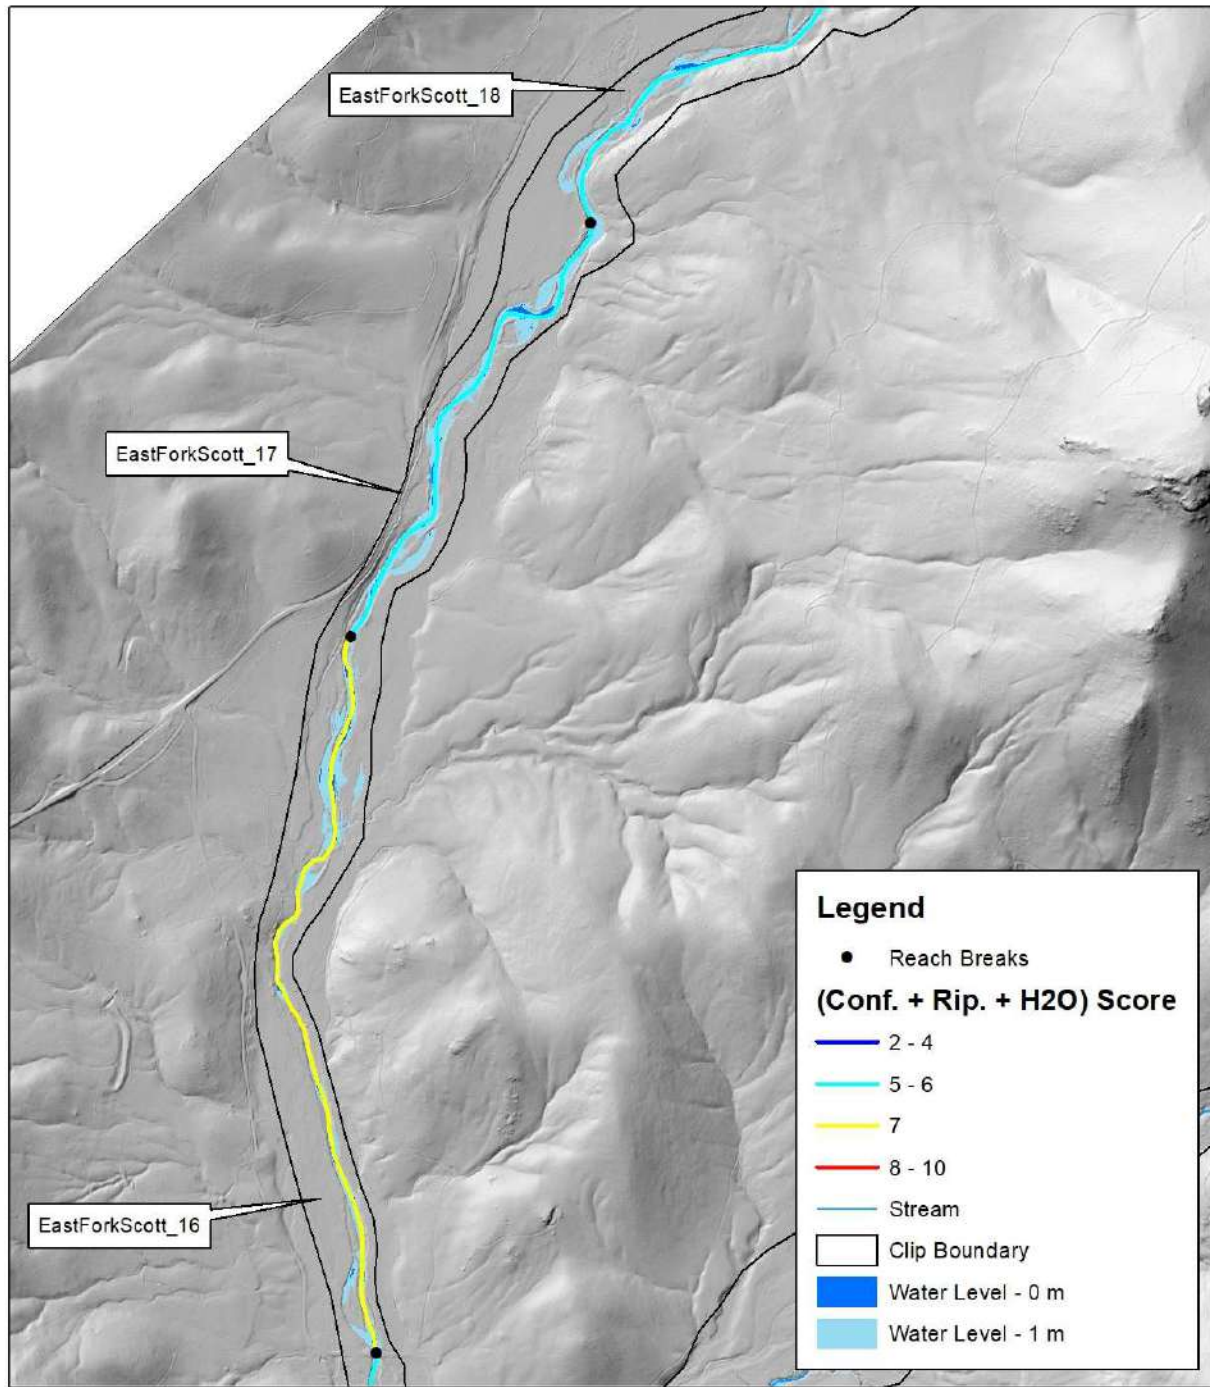 EastForkScott_18
EastForkScott_17
EastForkScott_16
Legend
Reach Breaks
(Conf. + Rip. + H2O) Score
2 - 4
5 - 6
7
8 - 10
Stream
Clip Boundary
Water Level - 0 m
Water Level - 1 m